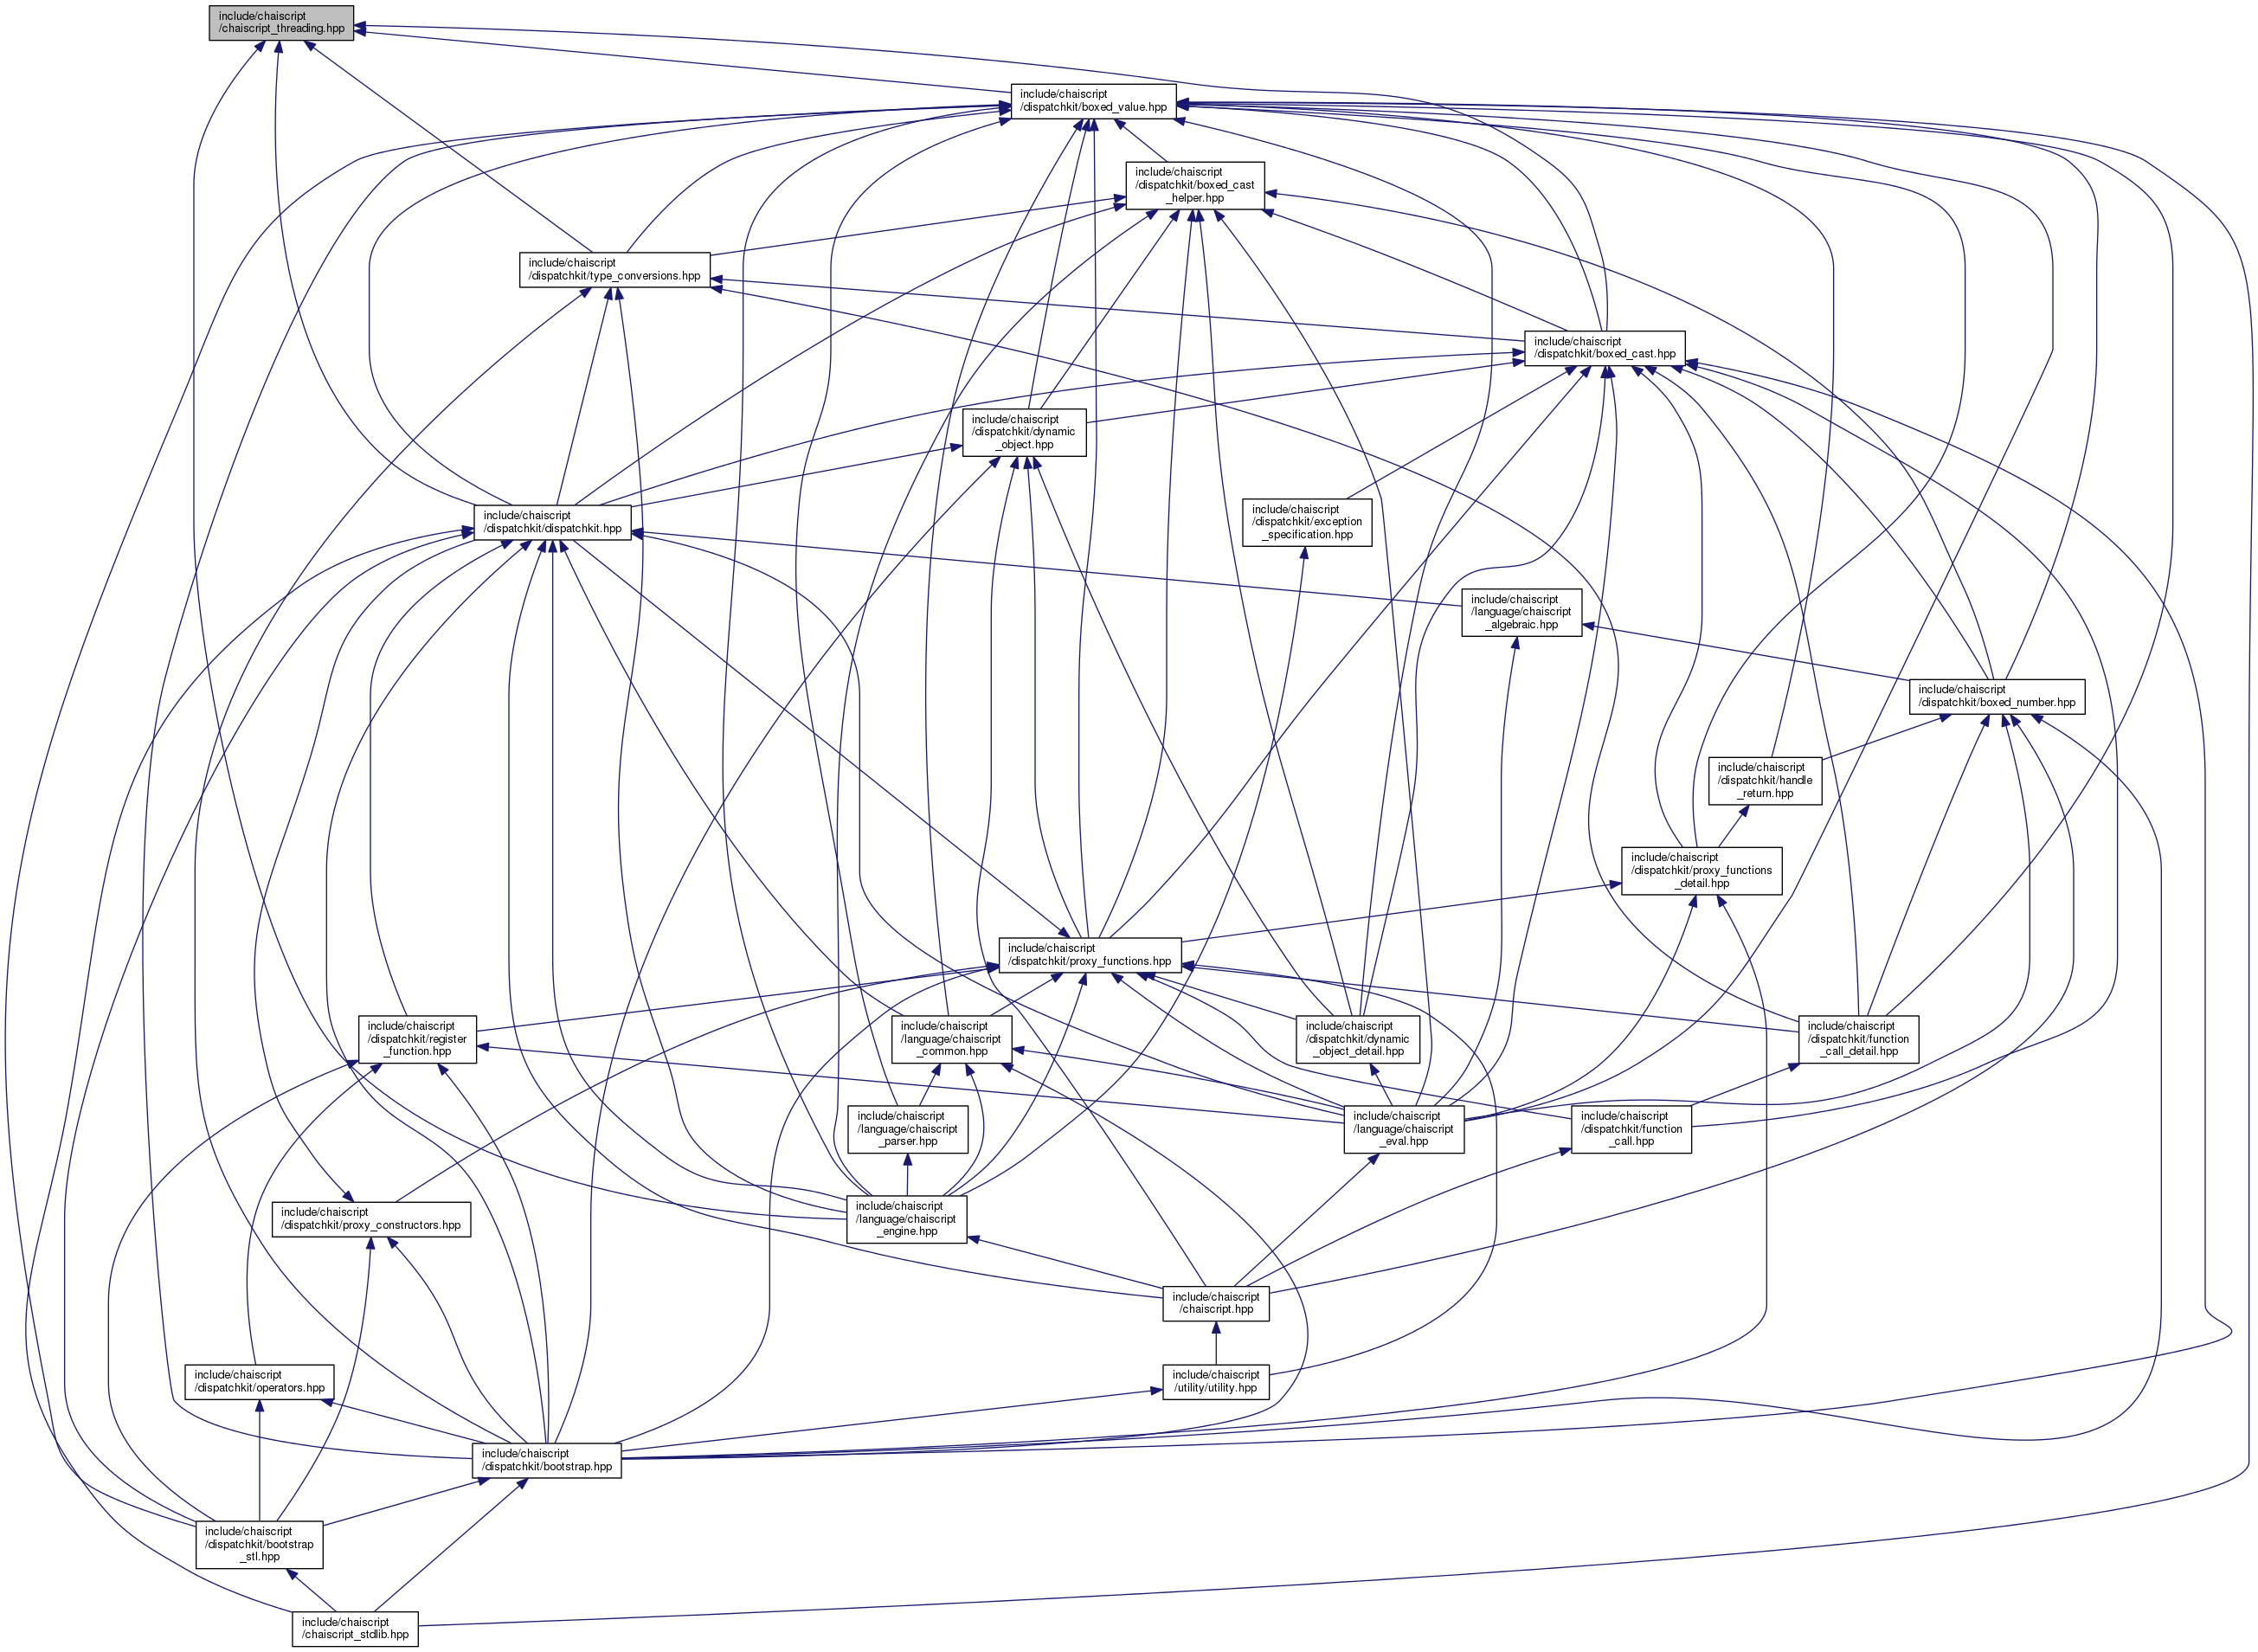 include/chaiscript
/chaiscript_threading.hpp
include/chaiscript
/dispatchkit/boxed_value.hpp
include/chaiscript
/dispatchkit/boxed_cast
_helper.hpp
include/chaiscript
/dispatchkit/type_conversions.hpp
include/chaiscript
/dispatchkit/boxed_cast.hpp
include/chaiscript
/dispatchkit/dynamic
_object.hpp
include/chaiscript
/dispatchkit/dispatchkit.hpp
include/chaiscript
/dispatchkit/exception
_specification.hpp
include/chaiscript
/language/chaiscript
_algebraic.hpp
include/chaiscript
/dispatchkit/boxed_number.hpp
include/chaiscript
/dispatchkit/handle
_return.hpp
include/chaiscript
/dispatchkit/proxy_functions
_detail.hpp
include/chaiscript
/dispatchkit/proxy_functions.hpp
include/chaiscript
/dispatchkit/register
_function.hpp
include/chaiscript
/language/chaiscript
_common.hpp
include/chaiscript
/dispatchkit/dynamic
_object_detail.hpp
include/chaiscript
/dispatchkit/function
_call_detail.hpp
include/chaiscript
/language/chaiscript
_parser.hpp
include/chaiscript
/language/chaiscript
_eval.hpp
include/chaiscript
/dispatchkit/function
_call.hpp
include/chaiscript
/dispatchkit/proxy_constructors.hpp
include/chaiscript
/language/chaiscript
_engine.hpp
include/chaiscript
/chaiscript.hpp
include/chaiscript
/dispatchkit/operators.hpp
include/chaiscript
/utility/utility.hpp
include/chaiscript
/dispatchkit/bootstrap.hpp
include/chaiscript
/dispatchkit/bootstrap
_stl.hpp
include/chaiscript
/chaiscript_stdlib.hpp